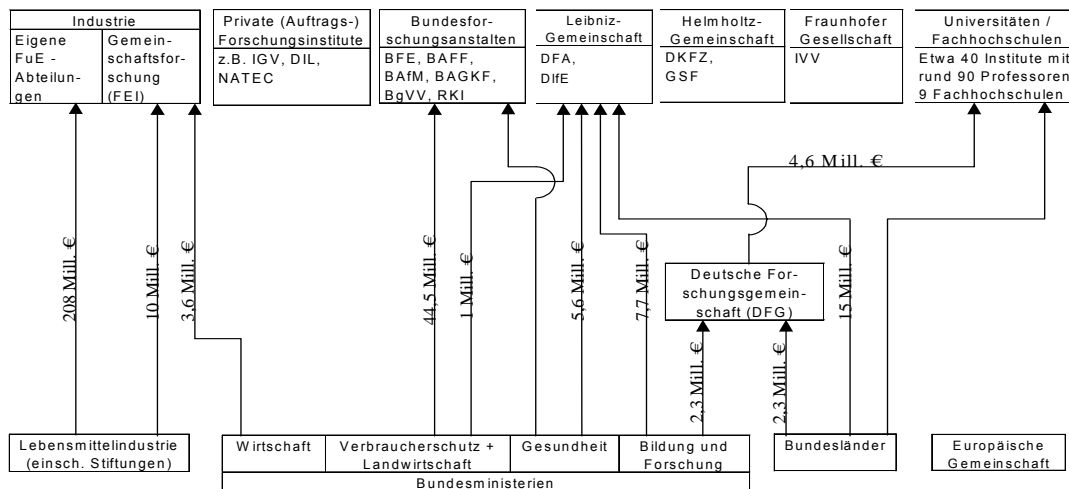 Industrie
Eigene
FuE -
Abteilun-
gen
Gemein-
schaftsfor-
schung
(FEI)
Private (Auftrags-)
Forschungsinstitute
z.B. IGV, DIL,
NATEC
Bundesfor-
schungsanstalten
BFE, BAFF,
BAfM, BAGKF,
BgVV, RKI
Leibniz-
Gemeinschaft
DFA,
DIfE
Helmholtz-
Gemeinschaft
DKFZ,
GSF
Fraunhofer
Gesellschaft
IVV
Universitäten /
Fachhochschulen
Etwa 40 Institute mit
rund 90 Professoren
9 Fachhochschulen
4,6 Mill. €
208 Mill. €
10 Mill. €
3,6 Mill. €
44,5 Mill. €
1 Mill. €
5,6 Mill. €
7,7 Mill. €
Deutsche For-
schungsgemein-
schaft (DFG)
15 Mill. €
2,3 Mill. €
2,3 Mill. €
Lebensmittelindustrie
(einsch. Stiftungen)
Wirtschaft
Verbraucherschutz +
Landwirtschaft
Gesundheit
Bildung und
Forschung
Bundesministerien
Bundesländer
Europäische
Gemeinschaft